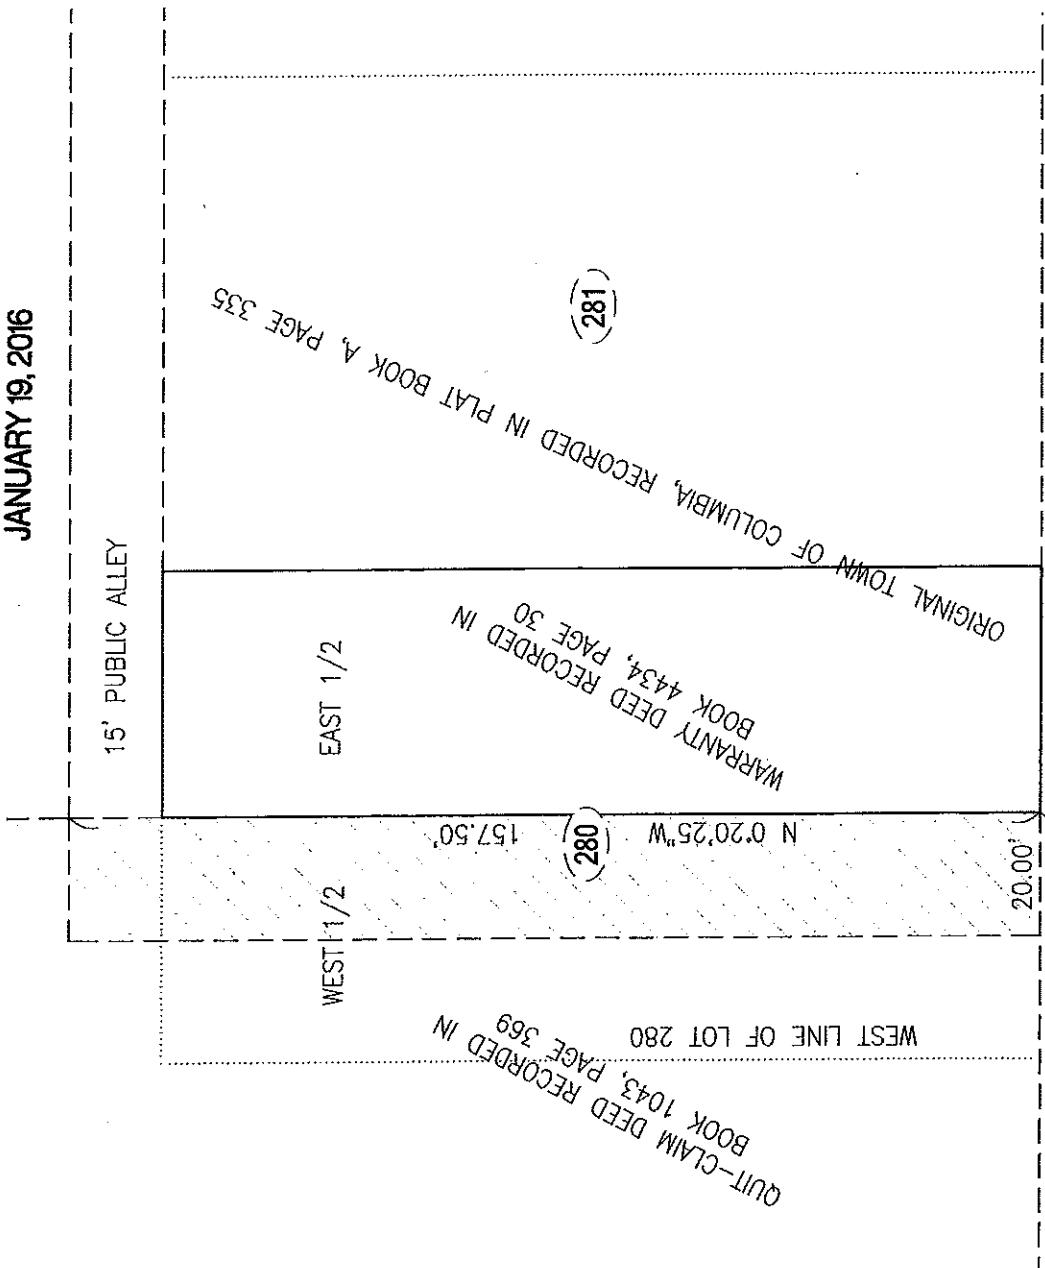 JANUARY 19, 2016
15' PUBLIC ALLEY
281
ORIGINAL TOWN OF COLUMBIA, RECORDED IN PLAT BOOK A, PAGE 335
EAST 1/2
WARRANTY DEED RECORDED IN
BOOK 4434, PAGE 30
N 0°20'25"W
280
157.50'
20.00'
WEST 1/2
WEST LINE OF LOT 280
QUIT-CLAIM DEED RECORDED IN
BOOK 1043, PAGE 369